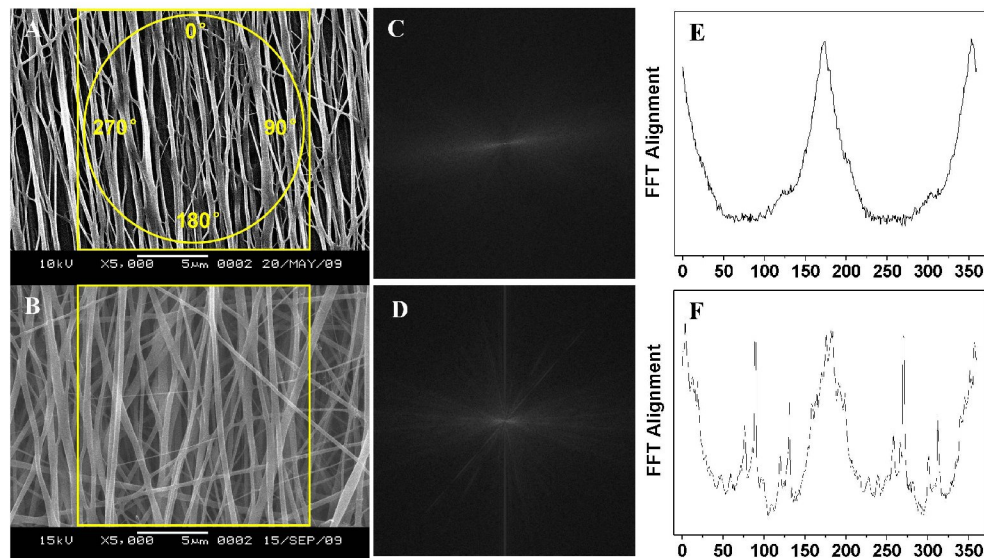 A
0°
270°
90°
180°
10kV X5,000 5μm 0002 20/MAY/09
B
15kV X5,000 5μm 0002 15/SEP/09
C
D
E
FFT Alignment
0 50 100 150 200 250 300 350
F
FFT Alignment
0 50 100 150 200 250 300 350